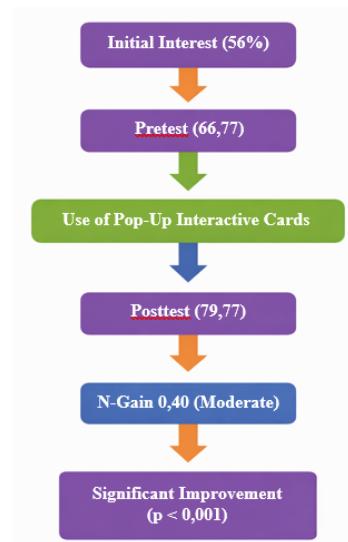 Initial Interest (56%)
Pretest (66,77)
Use of Pop-Up Interactive Cards
Posttest (79,77)
N-Gain 0,40 (Moderate)
Significant Improvement
(p < 0,001)